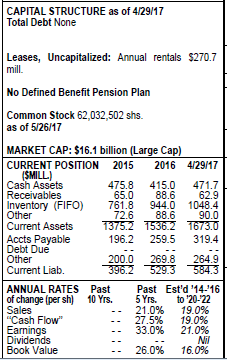 CAPITAL STRUCTURE as of 4/29/17
Total Debt None
Leases, Uncapitalized: Annual rentals $270.7
mill.
No Defined Benefit Pension Plan
Common Stock 62,032,502 shs.
as of 5/26/17
MARKET CAP: $16.1 billion (Large Cap)
CURRENT POSITION 2015 2016 4/29/17
($MILL.)
Cash Assets 475.8 415.0 471.7
Receivables 65.0 88.6 62.9
Inventory (FIFO) 761.8 944.0 1048.4
Other 72.6 88.6 90.0
Current Assets 1375.2 1536.2 1673.0
Accts Payable 196.2 259.5 319.4
Debt Due -- -- --
Other 200.0 269.8 264.9
Current Liab. 396.2 529.3 584.3
ANNUAL RATES Past Past Est'd '14-'16
of change (per sh) 10 Yrs. 5 Yrs. to '20-'22
Sales -- 21.0% 19.0%
"Cash Flow" -- 27.5% 19.0%
Earnings -- 33.0% 21.0%
Dividends -- -- Nil
Book Value -- 26.0% 16.0%